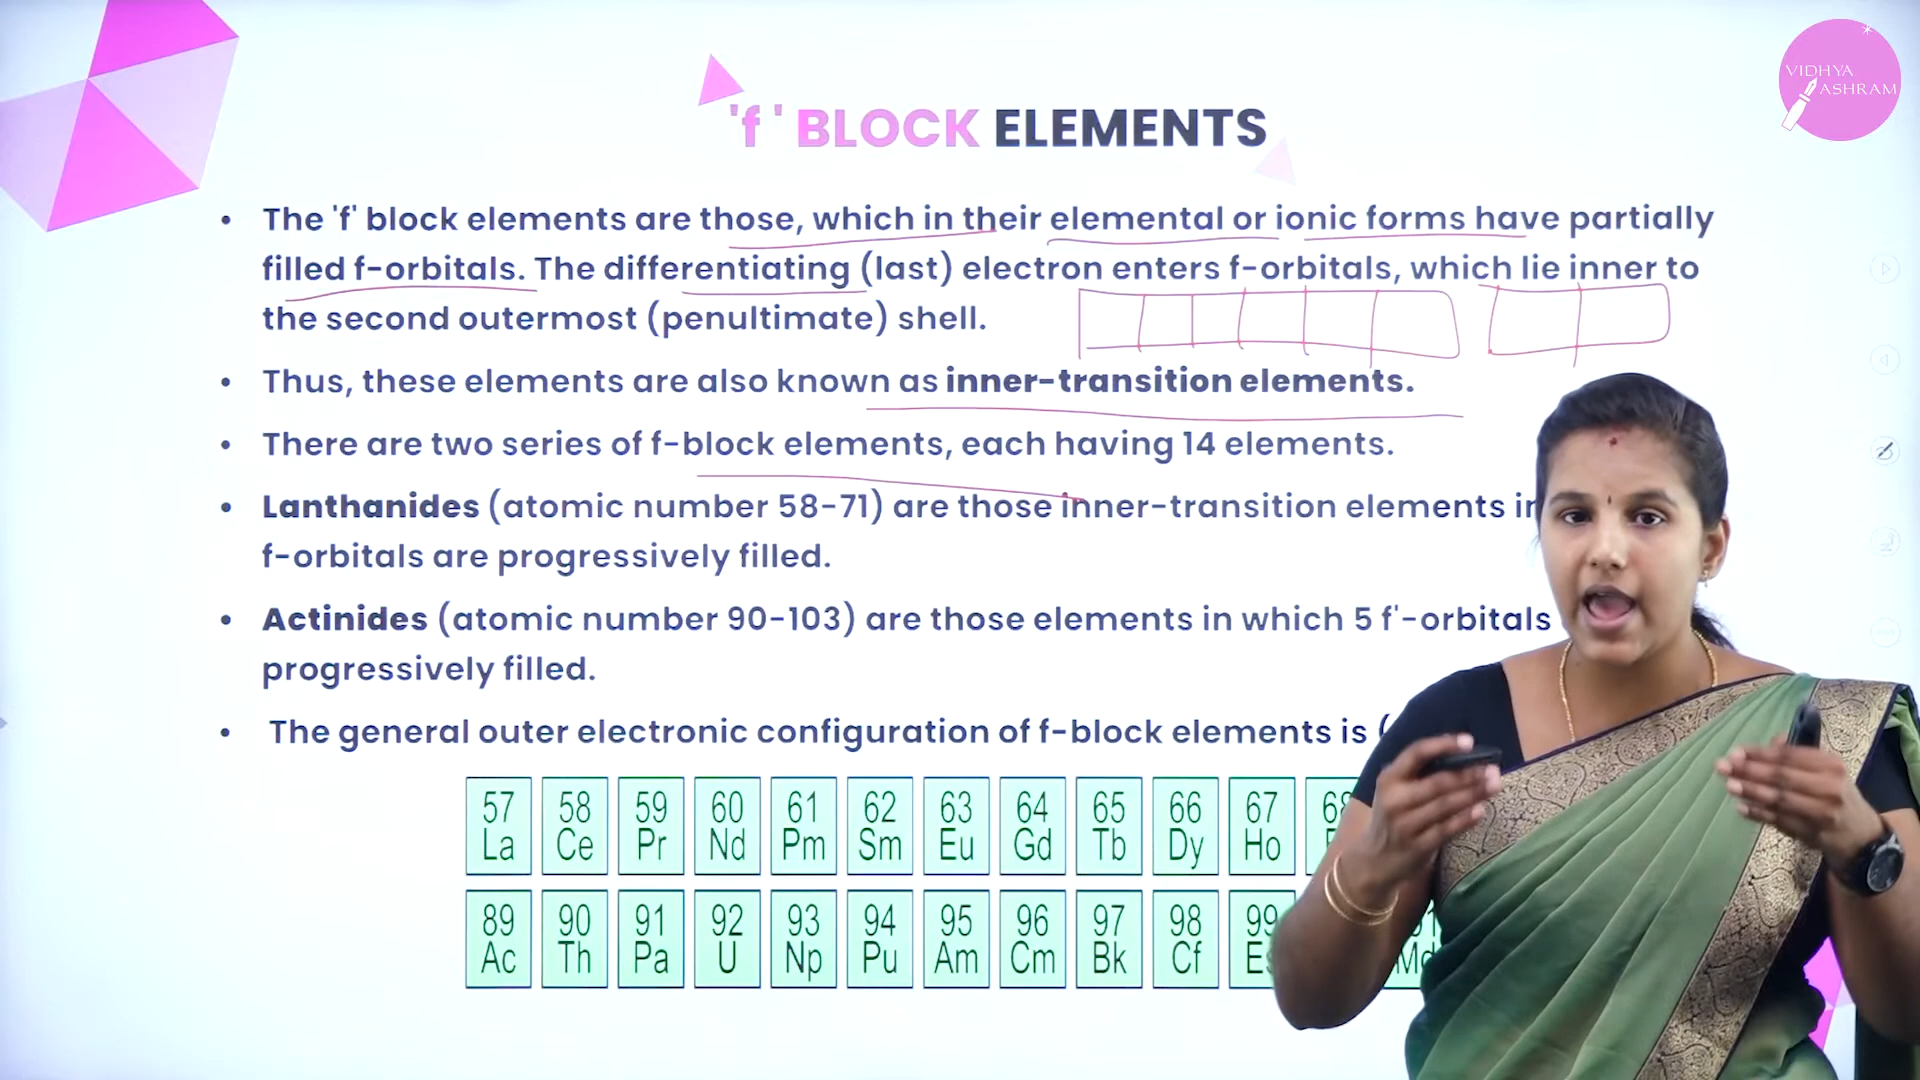 VIDHYA
ASHRAM
'f ' BLOCK ELEMENTS
• The 'f' block elements are those, which in their elemental or ionic forms have partially
filled f-orbitals. The differentiating (last) electron enters f-orbitals, which lie inner to
the second outermost (penultimate) shell.
• Thus, these elements are also known as inner-transition elements.
• There are two series of f-block elements, each having 14 elements.
• Lanthanides (atomic number 58-71) are those inner-transition elements in
f-orbitals are progressively filled.
• Actinides (atomic number 90-103) are those elements in which 5 f'-orbitals
progressively filled.
• The general outer electronic configuration of f-block elements is (
57 58 59 60 61 62 63 64 65 66 67 68
La Ce Pr Nd Pm Sm Eu Gd Tb Dy Ho
89 90 91 92 93 94 95 96 97 98 99
Ac Th Pa U Np Pu Am Cm Bk Cf Es Md